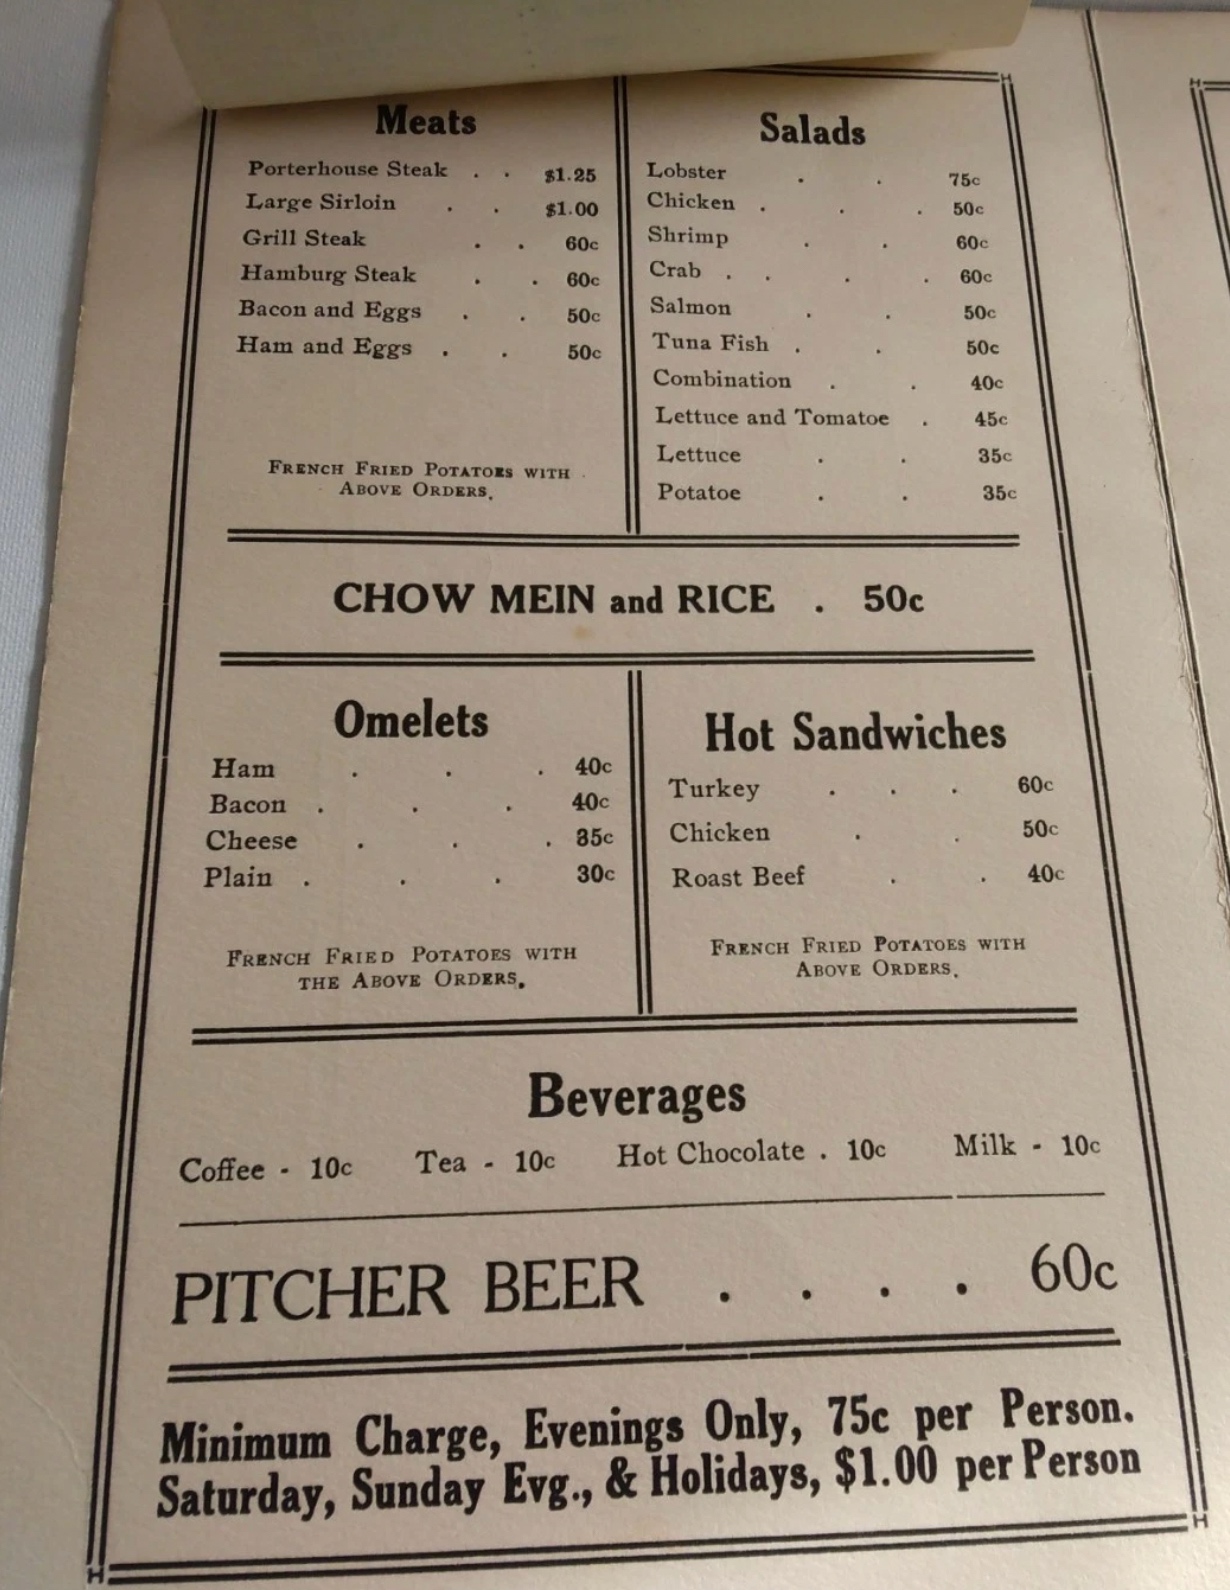 Meats
Porterhouse Steak . . $1.25
Large Sirloin . . $1.00
Grill Steak . . 60c
Hamburg Steak . . 60c
Bacon and Eggs . . 50c
Ham and Eggs . . 50c
French Fried Potatoes with
Above Orders.
Salads
Lobster . . 75c
Chicken . . . 50c
Shrimp . . 60c
Crab . . . . 60c
Salmon . . 50c
Tuna Fish . . 50c
Combination . . 40c
Lettuce and Tomatoe . 45c
Lettuce . . 35c
Potatoe . . 35c
CHOW MEIN and RICE . 50c
Omelets
Ham . . . 40c
Bacon . . . 40c
Cheese . . . 35c
Plain . . . 30c
French Fried Potatoes with
the Above Orders.
Hot Sandwiches
Turkey . . . 60c
Chicken . . 50c
Roast Beef . . 40c
French Fried Potatoes with
Above Orders.
Beverages
Coffee - 10c Tea - 10c Hot Chocolate . 10c Milk - 10c
PITCHER BEER . . . . 60c
Minimum Charge, Evenings Only, 75c per Person.
Saturday, Sunday Evg., & Holidays, $1.00 per Person